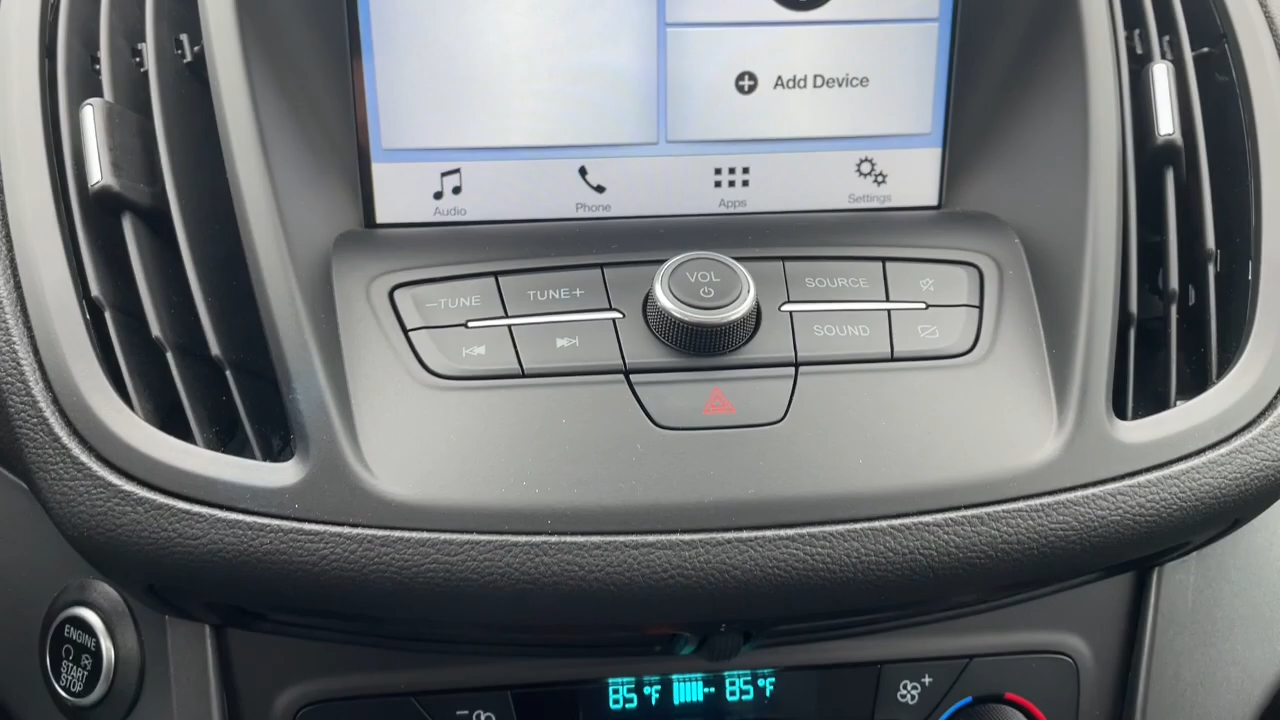 Add Device
Audio
Phone
Apps
Settings
VOL
−TUNE
TUNE+
SOURCE
SOUND
ENGINE
START
STOP
85 °F
85 °F